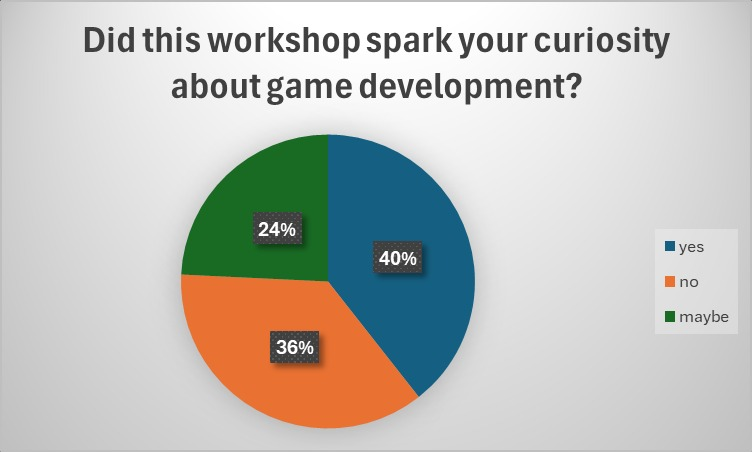 Did this workshop spark your curiosity
about game development?
24%
40%
36%
yes
no
maybe